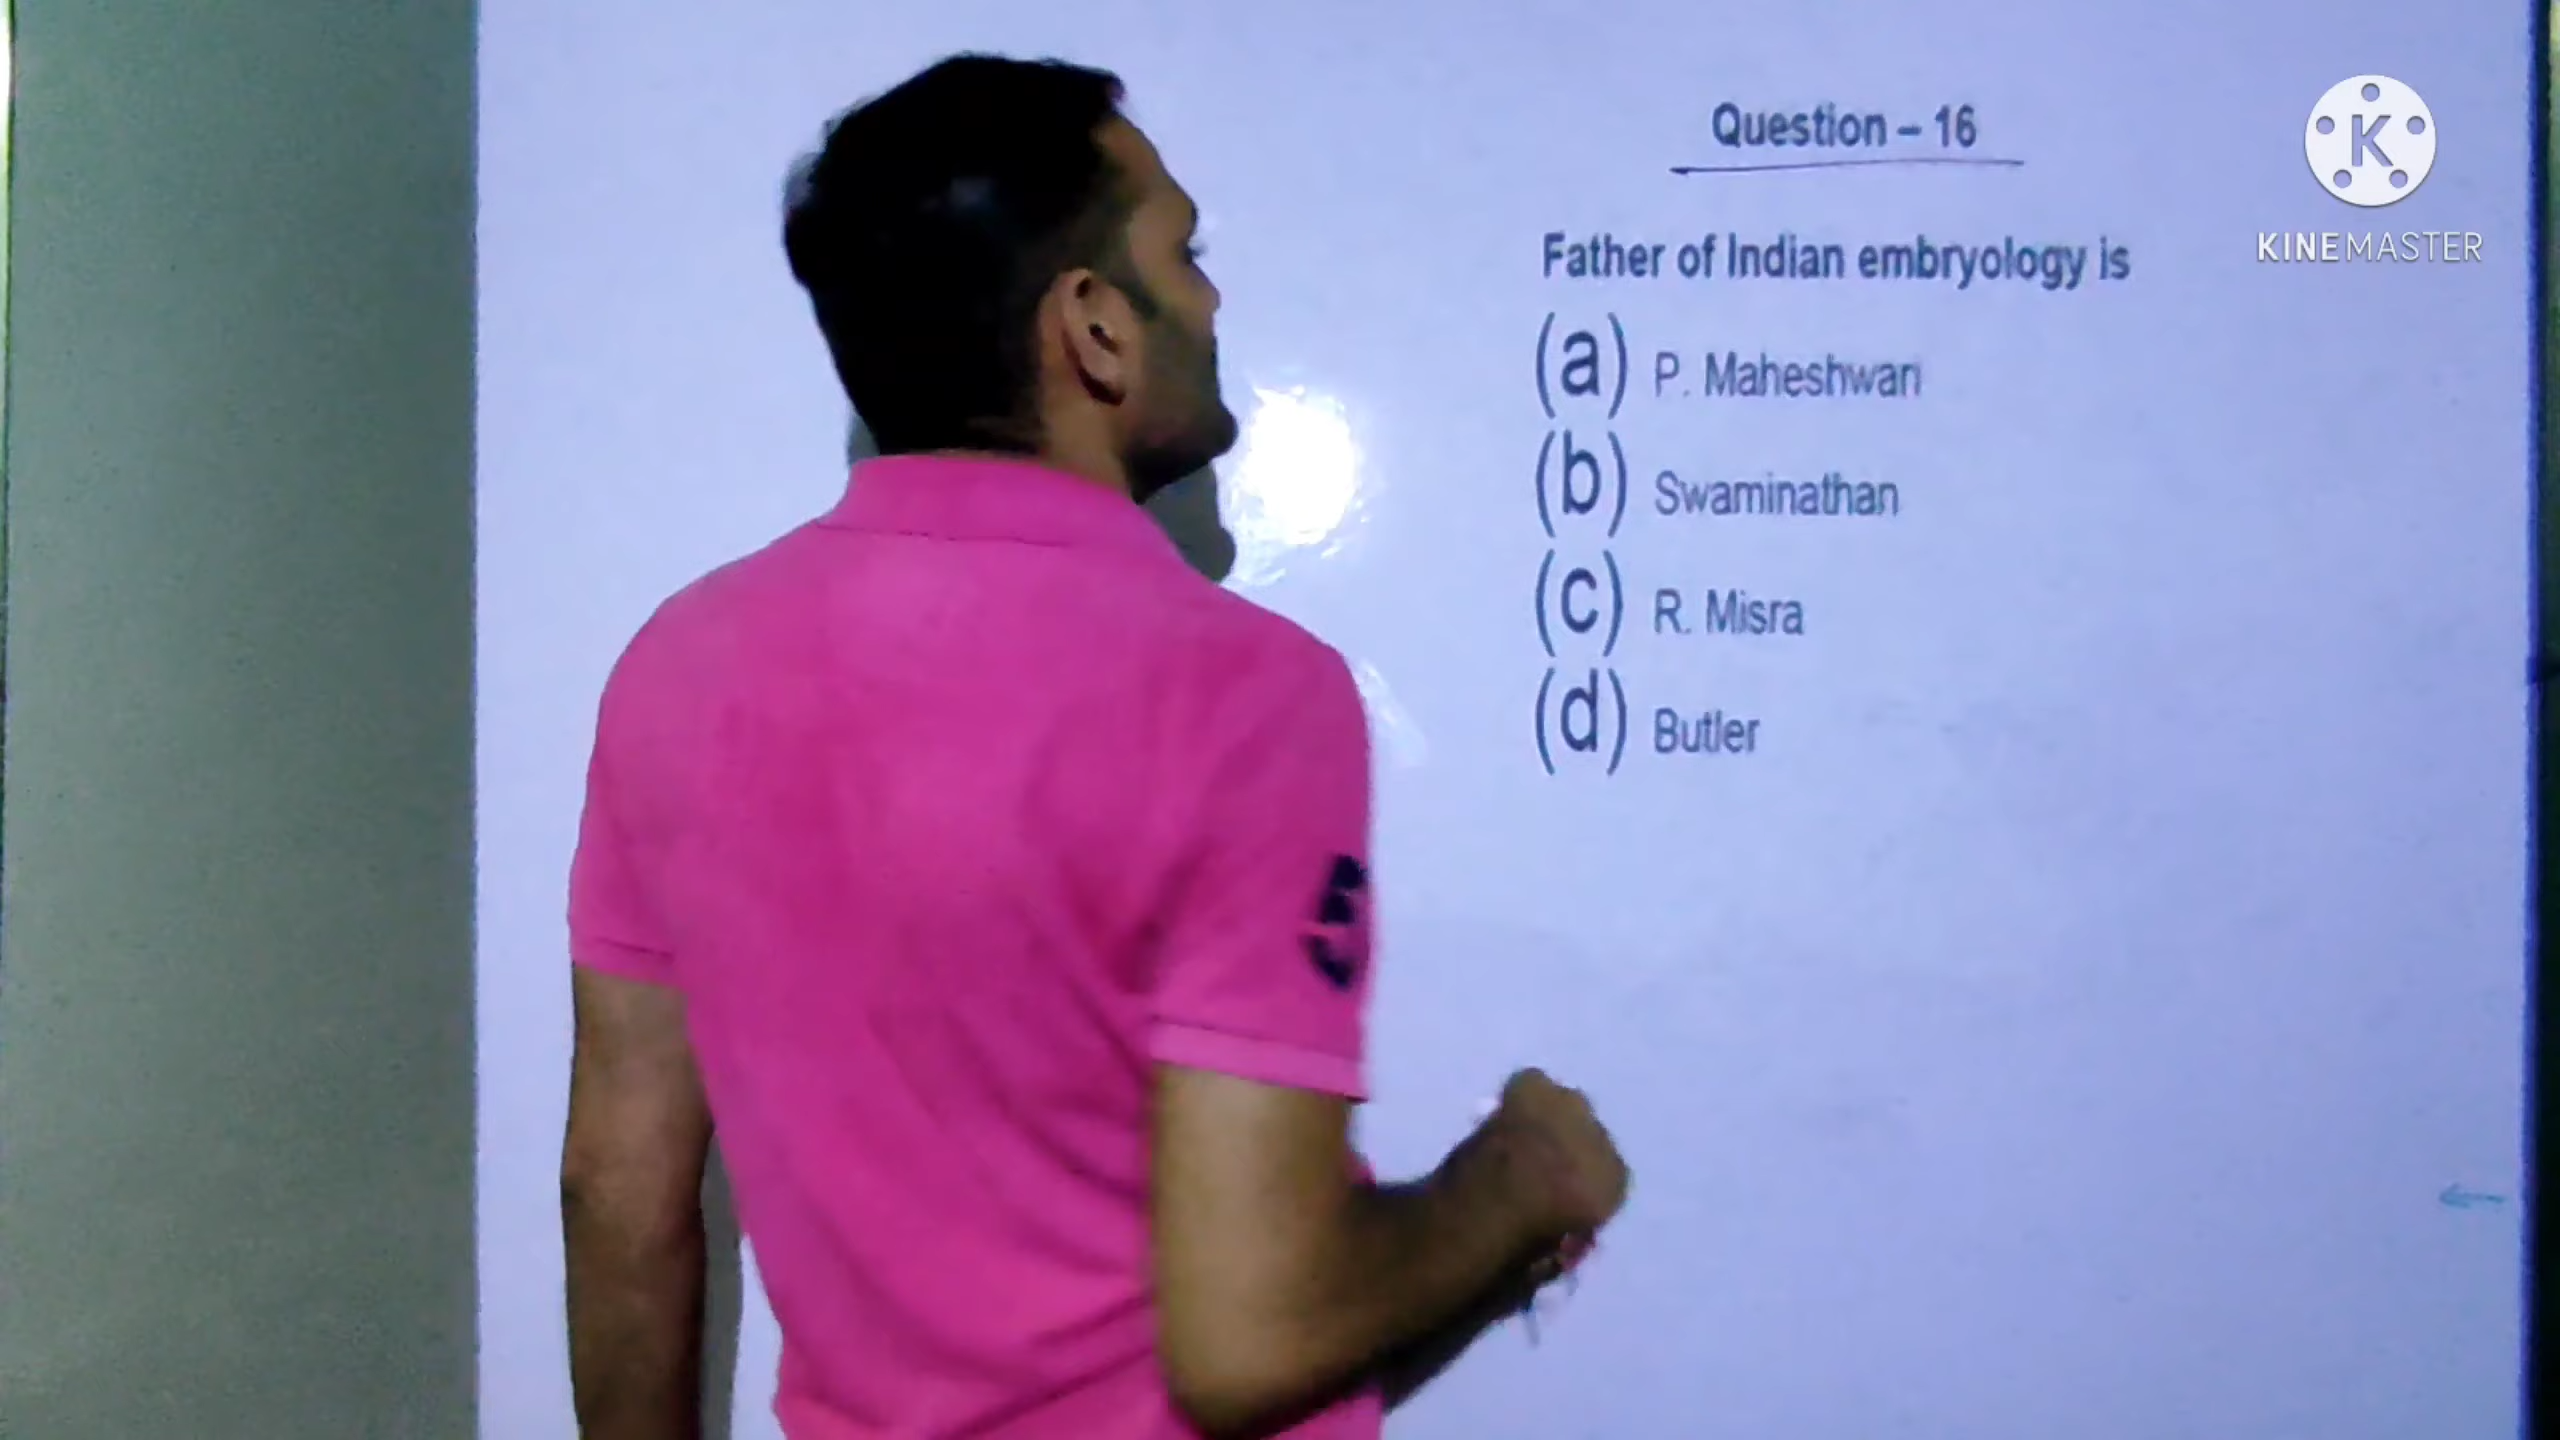 Question – 16
K
KINEMASTER
Father of Indian embryology is
(a) P. Maheshwari
(b) Swaminathan
(c) R. Misra
(d) Butler